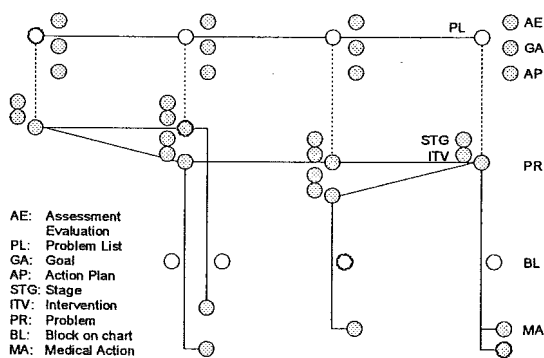 AE
PL
GA
AP
STG
ITV
PR
AE: Assessment
Evaluation
PL: Problem List
GA: Goal
AP: Action Plan
STG: Stage
ITV: Intervention
PR: Problem
BL: Block on chart
MA: Medical Action
BL
MA